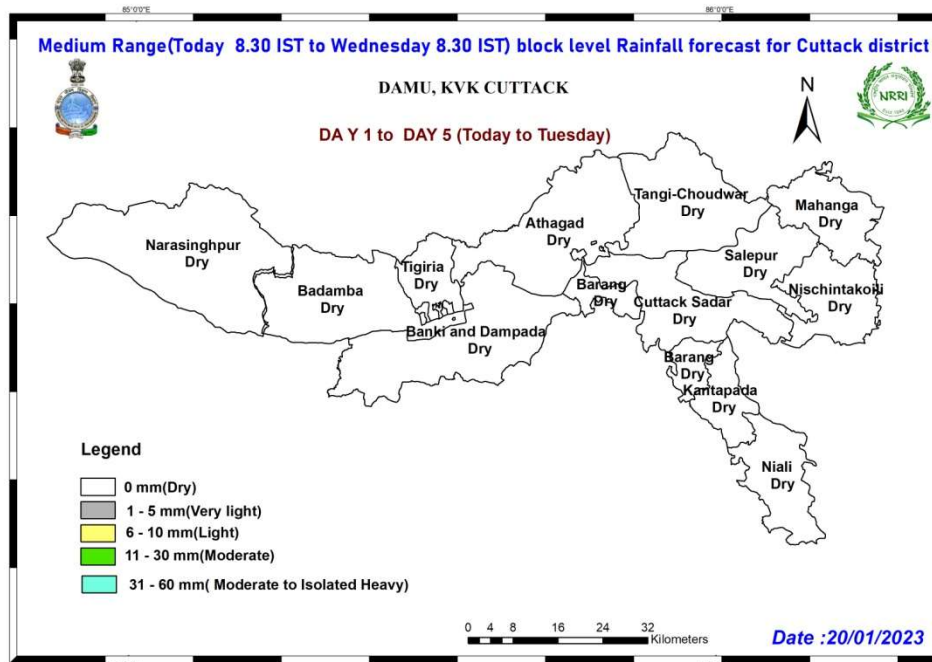 85°0'0"E
86°0'0"E
Medium Range(Today 8.30 IST to Wednesday 8.30 IST) block level Rainfall forecast for Cuttack district
DAMU, KVK CUTTACK
N
NRRI
DA Y 1 to DAY 5 (Today to Tuesday)
Tangi-Choudwar
Dry
Mahanga
Dry
Athagad
Dry
Narasinghpur
Dry
Salepur
Dry
Tigiria
Dry
Badamba
Dry
Barang
Dry
Nischintakoili
Dry
Cuttack Sadar
Dry
Banki and Dampada
Dry
Barang
Dry
Kantapada
Dry
Niali
Dry
Legend
0 mm(Dry)
1 - 5 mm(Very light)
6 - 10 mm(Light)
11 - 30 mm(Moderate)
31 - 60 mm( Moderate to Isolated Heavy)
0 2 4 8 16 24 32
Kilometers
Date :20/01/2023